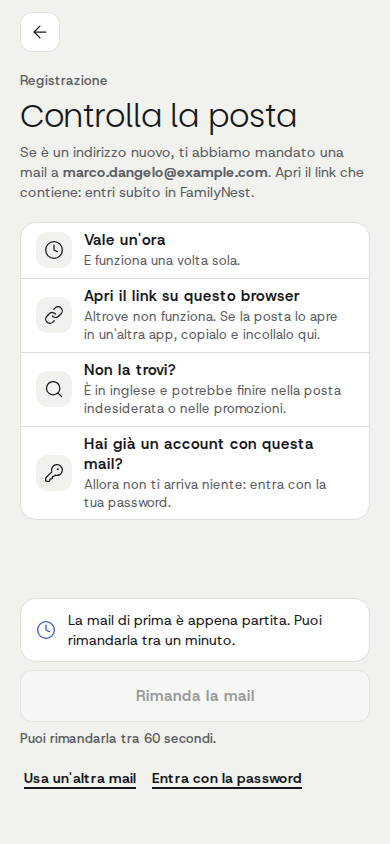 Registrazione
Controlla la posta
Se è un indirizzo nuovo, ti abbiamo mandato una
mail a marco.dangelo@example.com. Apri il link che
contiene: entri subito in FamilyNest.
Vale un'ora
E funziona una volta sola.
Apri il link su questo browser
Altrove non funziona. Se la posta lo apre
in un'altra app, copialo e incollalo qui.
Non la trovi?
È in inglese e potrebbe finire nella posta
indesiderata o nelle promozioni.
Hai già un account con questa
mail?
Allora non ti arriva niente: entra con la
tua password.
La mail di prima è appena partita. Puoi
rimandarla tra un minuto.
Rimanda la mail
Puoi rimandarla tra 60 secondi.
Usa un'altra mail Entra con la password